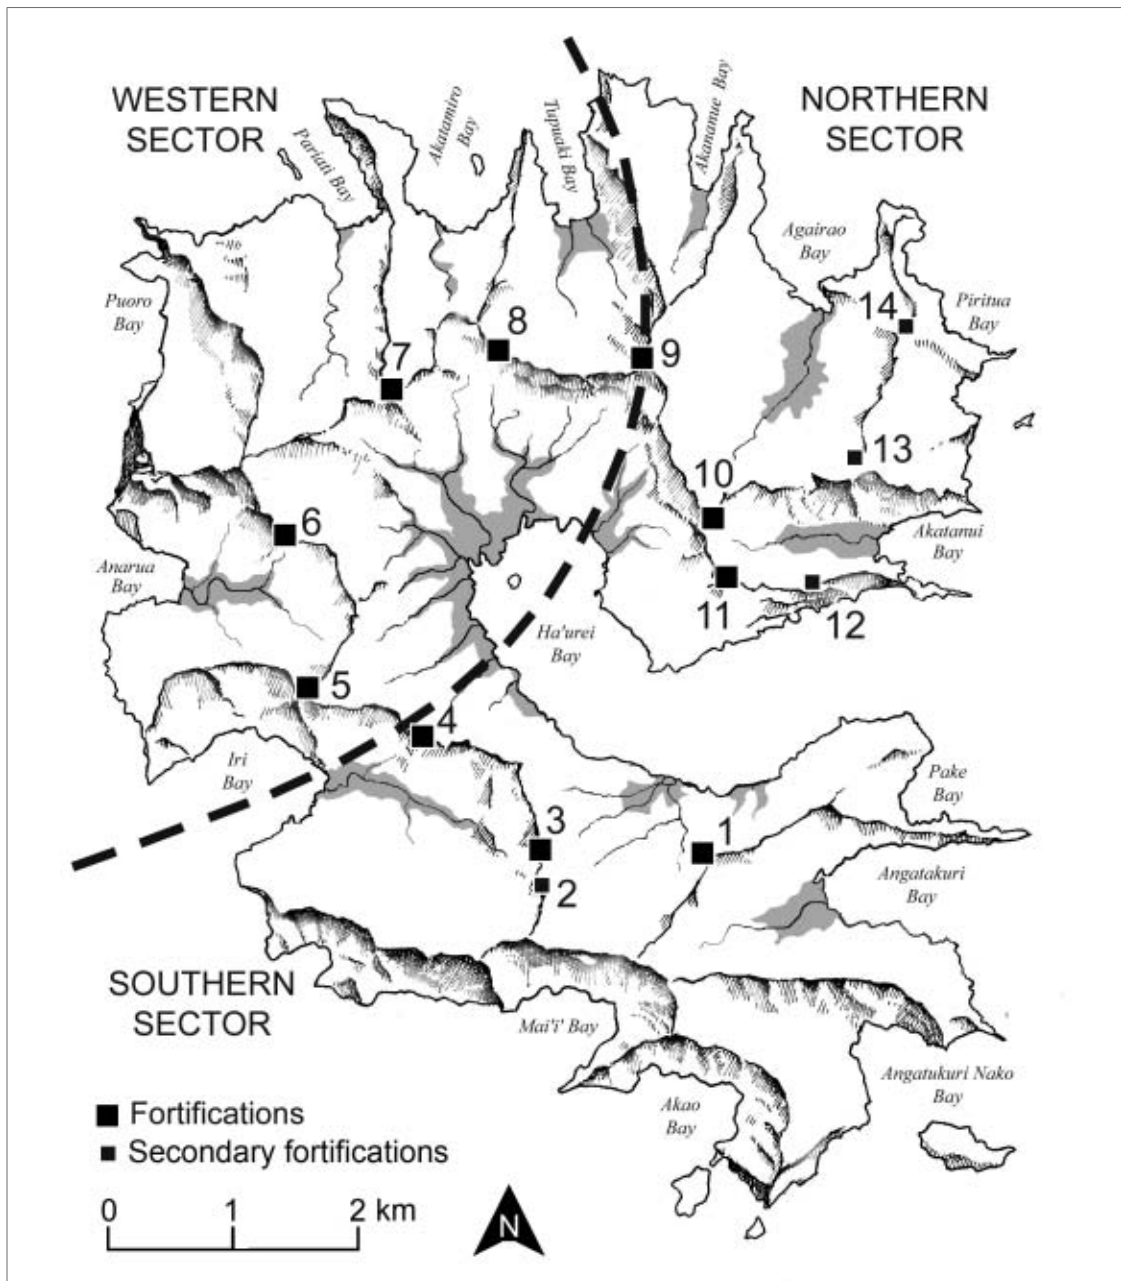 WESTERN
SECTOR
NORTHERN
SECTOR
Pariati Bay
Akatamiro
Bay
Tupuaki Bay
Akamamue Bay
Agairao
Bay
Piritua
Bay
Puoro
Bay
14
8
9
7
13
10
6
Akatamui
Bay
Anarua
Bay
11
12
Ha'urei
Bay
5
4
Iri
Bay
Pake
Bay
3
1
2
Angatakuri
Bay
SOUTHERN
SECTOR
Mai'i' Bay
Angatukuri Nako
Bay
Akao
Bay
Fortifications
Secondary fortifications
0 1 2 km
N